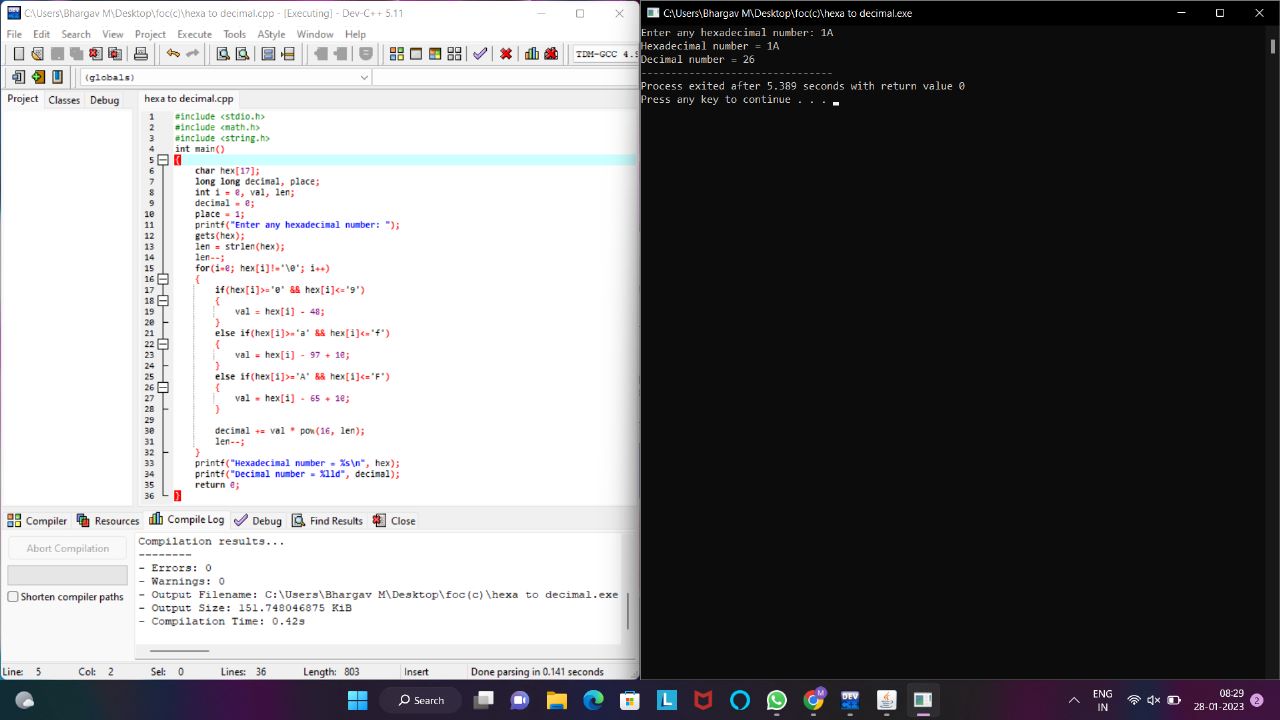 C:\Users\Bhargav M\Desktop\foc(c)\hexa to decimal.cpp - [Executing] - Dev-C++ 5.11
File Edit Search View Project Execute Tools AStyle Window Help
TDM-GCC 4.9
(globals)
Project Classes Debug
hexa to decimal.cpp
1 #include <stdio.h>
2 #include <math.h>
3 #include <string.h>
4 int main()
5 {
6 char hex[17];
7 long long decimal, place;
8 int i = 0, val, len;
9 decimal = 0;
10 place = 1;
11 printf("Enter any hexadecimal number: ");
12 gets(hex);
13 len = strlen(hex);
14 len--;
15 for(i=0; hex[i]!='\0'; i++)
16 {
17 if(hex[i]>='0' && hex[i]<='9')
18 {
19 val = hex[i] - 48;
20 }
21 else if(hex[i]>='a' && hex[i]<='f')
22 {
23 val = hex[i] - 97 + 10;
24 }
25 else if(hex[i]>='A' && hex[i]<='F')
26 {
27 val = hex[i] - 65 + 10;
28 }
29
30 decimal += val * pow(16, len);
31 len--;
32 }
33 printf("Hexadecimal number = %s\n", hex);
34 printf("Decimal number = %lld", decimal);
35 return 0;
36 }
Compiler Resources Compile Log Debug Find Results Close
Abort Compilation
Shorten compiler paths
Compilation results...
--------
- Errors: 0
- Warnings: 0
- Output Filename: C:\Users\Bhargav M\Desktop\foc(c)\hexa to decimal.exe
- Output Size: 151.748046875 KiB
- Compilation Time: 0.42s
Line: 5 Col: 2 Sel: 0 Lines: 36 Length: 803 Insert Done parsing in 0.141 seconds
C:\Users\Bhargav M\Desktop\foc(c)\hexa to decimal.exe
Enter any hexadecimal number: 1A
Hexadecimal number = 1A
Decimal number = 26
--------------------------------
Process exited after 5.389 seconds with return value 0
Press any key to continue . . .
Search
DEV
L
M
DEV
ENG
IN
08:29
28-01-2023
2